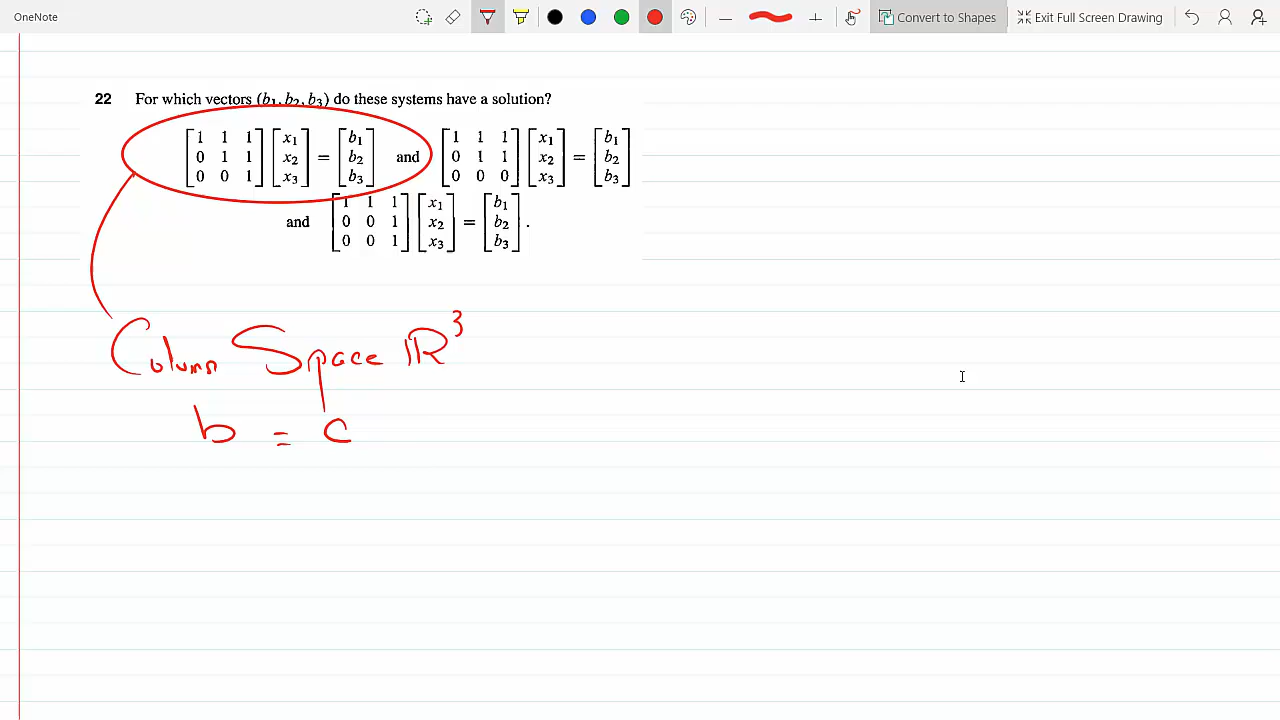 OneNote
Convert to Shapes
Exit Full Screen Drawing
22 For which vectors (b₁, b₂, b₃) do these systems have a solution?
[1 1 1] [x₁] [b₁] [1 1 1] [x₁] [b₁]
[0 1 1] [x₂] = [b₂] and [0 1 1] [x₂] = [b₂]
[0 0 1] [x₃] [b₃] [0 0 0] [x₃] [b₃]
[1 1 1] [x₁] [b₁]
and [0 0 1] [x₂] = [b₂] .
[0 0 1] [x₃] [b₃]
Column Space ℝ³
b = C